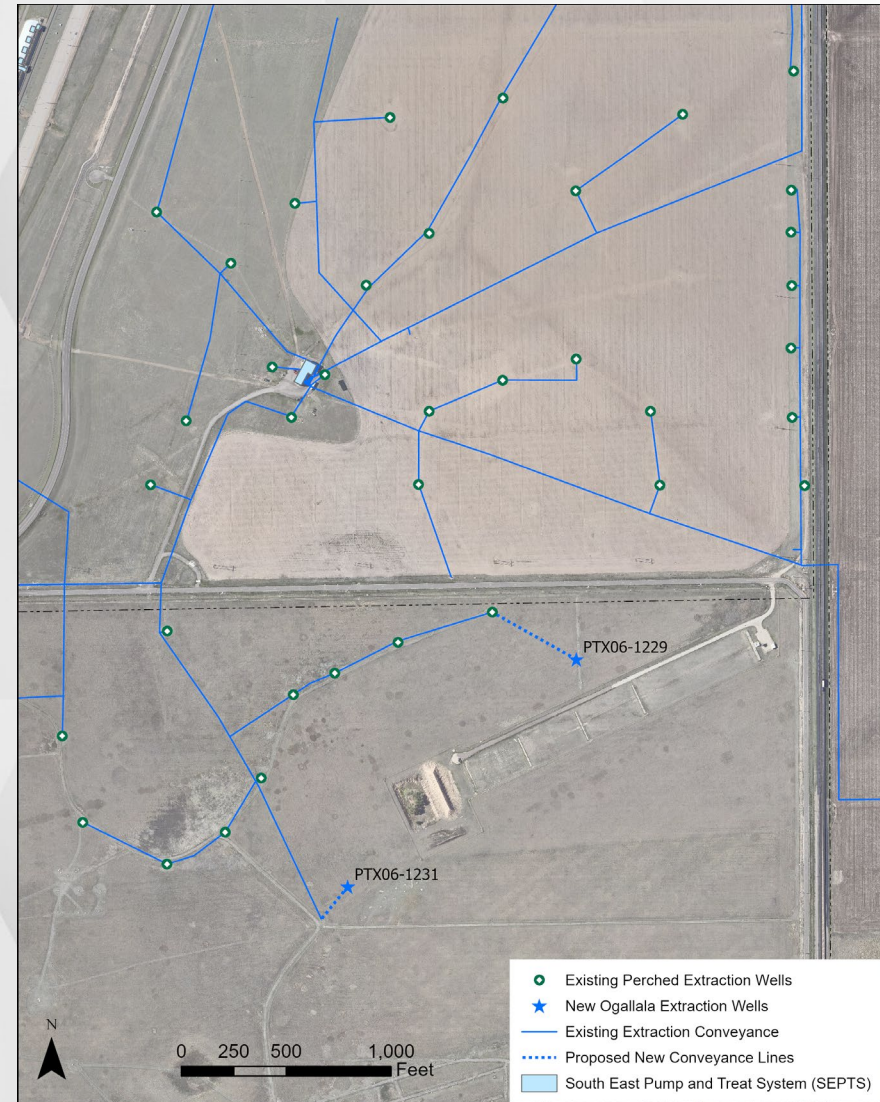 PTX06-1229
PTX06-1231
Existing Perched Extraction Wells
New Ogallala Extraction Wells
Existing Extraction Conveyance
Proposed New Conveyance Lines
South East Pump and Treat System (SEPTS)
N
0 250 500 1,000
Feet